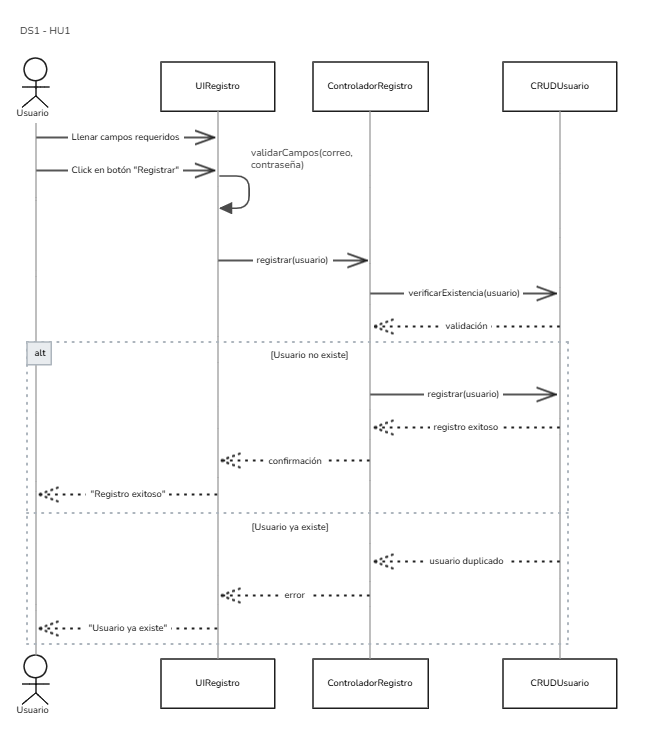 DS1 - HU1
Usuario
UIRegistro
ControladorRegistro
CRUDUsuario
Llenar campos requeridos
Click en botón "Registrar"
validarCampos(correo,
contraseña)
registrar(usuario)
verificarExistencia(usuario)
validación
alt
[Usuario no existe]
registrar(usuario)
registro exitoso
confirmación
"Registro exitoso"
[Usuario ya existe]
usuario duplicado
error
"Usuario ya existe"
Usuario
UIRegistro
ControladorRegistro
CRUDUsuario